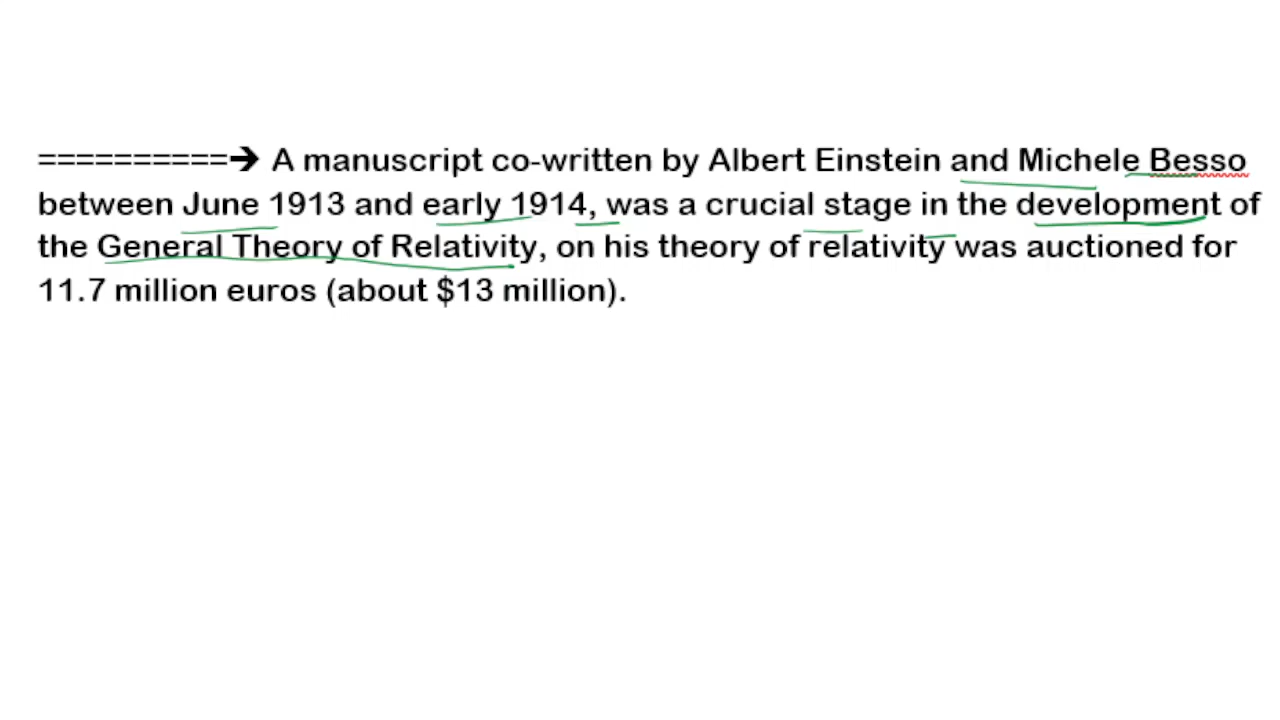 ==========➔ A manuscript co-written by Albert Einstein and Michele Besso
between June 1913 and early 1914, was a crucial stage in the development of
the General Theory of Relativity, on his theory of relativity was auctioned for
11.7 million euros (about $13 million).